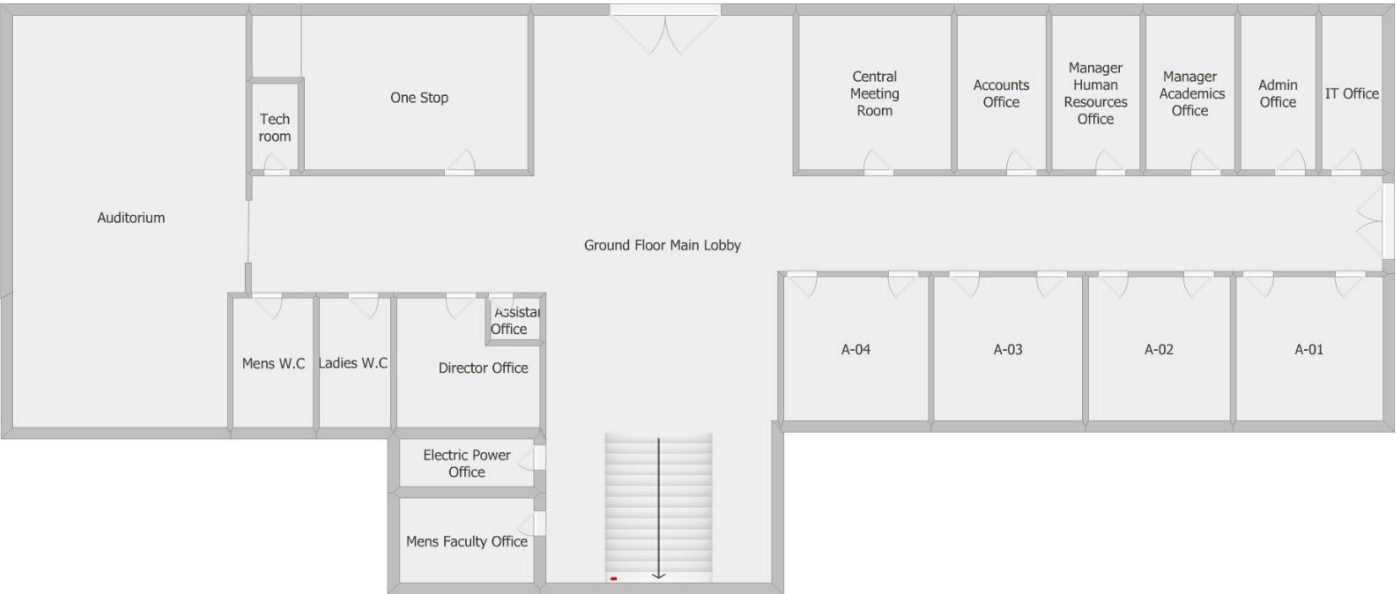 One Stop
Tech
room
Central
Meeting
Room
Accounts
Office
Manager
Human
Resources
Office
Manager
Academics
Office
Admin
Office
IT Office
Auditorium
Ground Floor Main Lobby
Assista
Office
Mens W.C
Ladies W.C
Director Office
A-04
A-03
A-02
A-01
Electric Power
Office
Mens Faculty Office